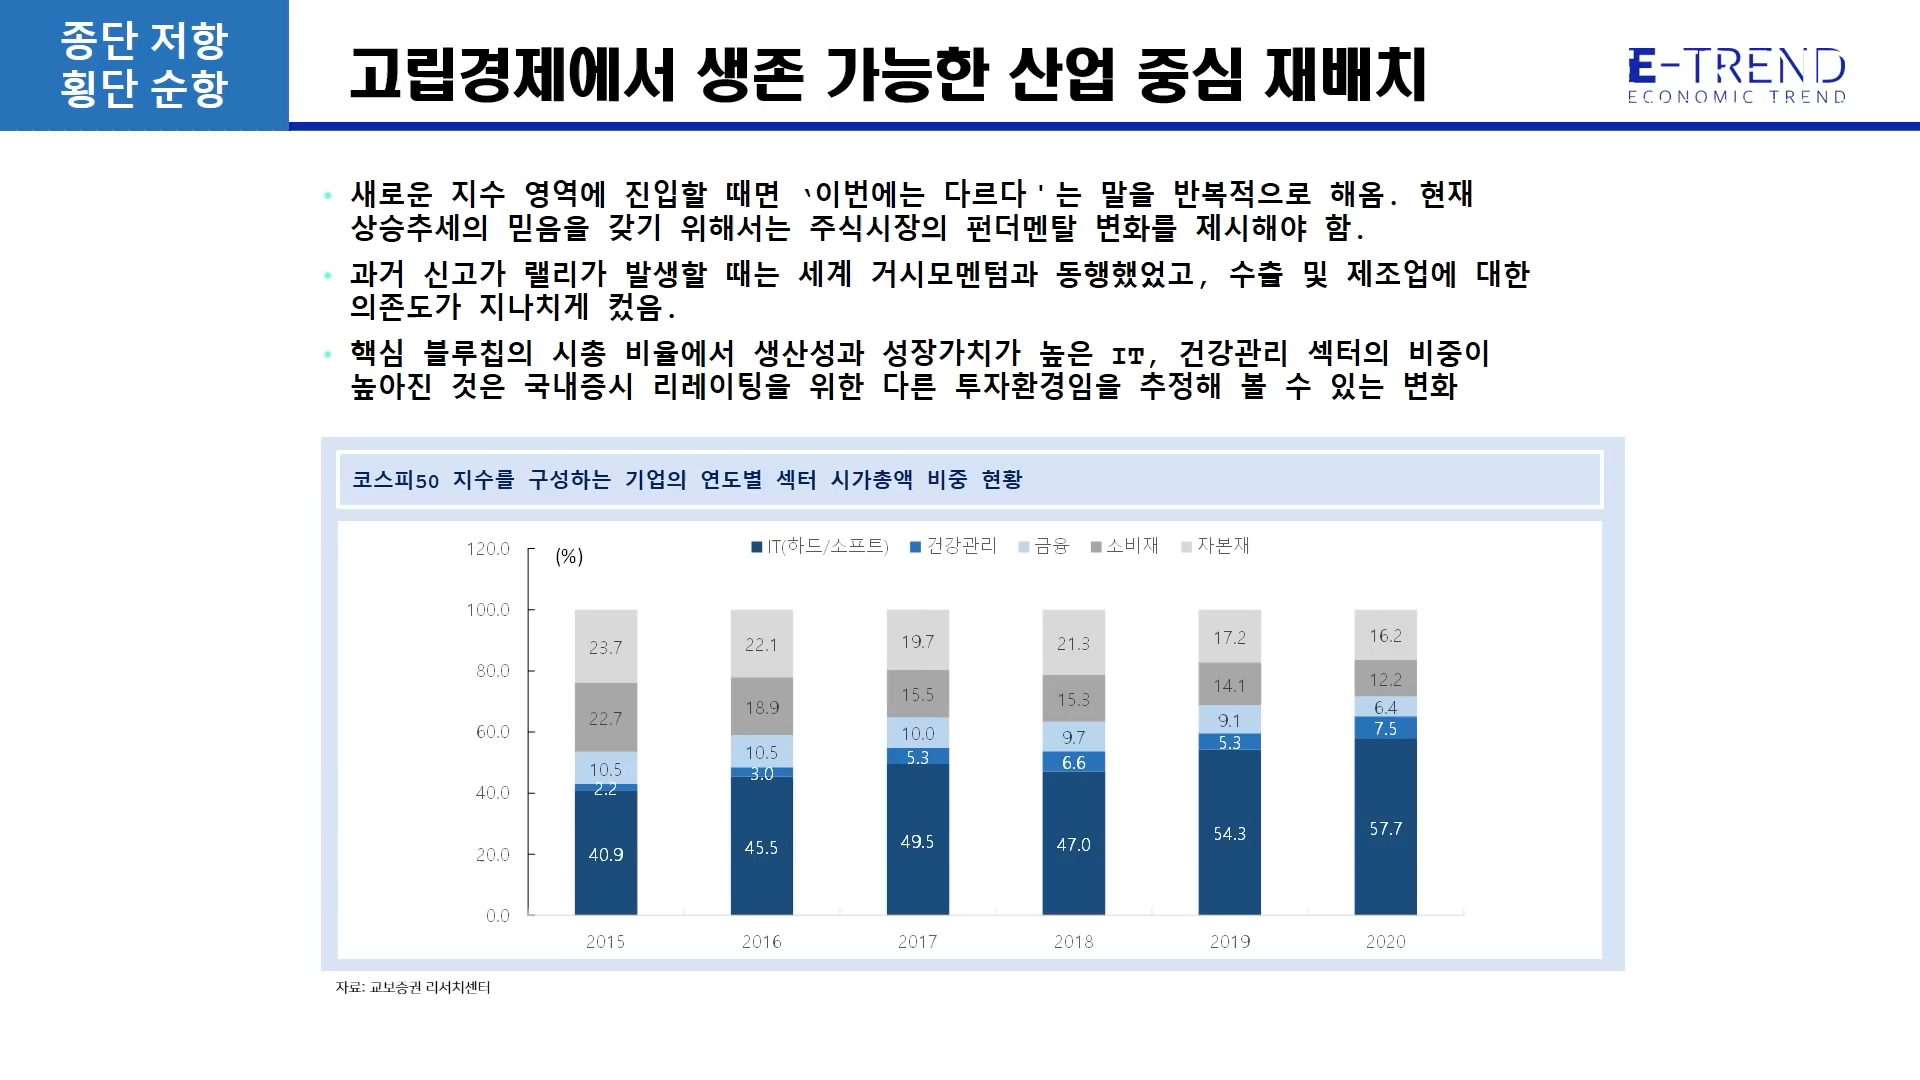 종단 저항
횡단 순항
고립경제에서 생존 가능한 산업 중심 재배치
E-TREND
ECONOMIC TREND
• 새로운 지수 영역에 진입할 때면 '이번에는 다르다'는 말을 반복적으로 해옴. 현재
상승추세의 믿음을 갖기 위해서는 주식시장의 펀더멘탈 변화를 제시해야 함.
• 과거 신고가 랠리가 발생할 때는 세계 거시모멘텀과 동행했었고, 수출 및 제조업에 대한
의존도가 지나치게 컸음.
• 핵심 블루칩의 시총 비율에서 생산성과 성장가치가 높은 IT, 건강관리 섹터의 비중이
높아진 것은 국내증시 리레이팅을 위한 다른 투자환경임을 추정해 볼 수 있는 변화
코스피50 지수를 구성하는 기업의 연도별 섹터 시가총액 비중 현황
(%)
IT(하드/소프트) 건강관리 금융 소비재 자본재
120.0
100.0
80.0
60.0
40.0
20.0
0.0
23.7 22.1 19.7 21.3 17.2 16.2
22.7 18.9 15.5 15.3 14.1 12.2
10.5 10.5 10.0 9.7 9.1 6.4
2.2 3.0 5.3 6.6 5.3 7.5
40.9 45.5 49.5 47.0 54.3 57.7
2015 2016 2017 2018 2019 2020
자료: 교보증권 리서치센터